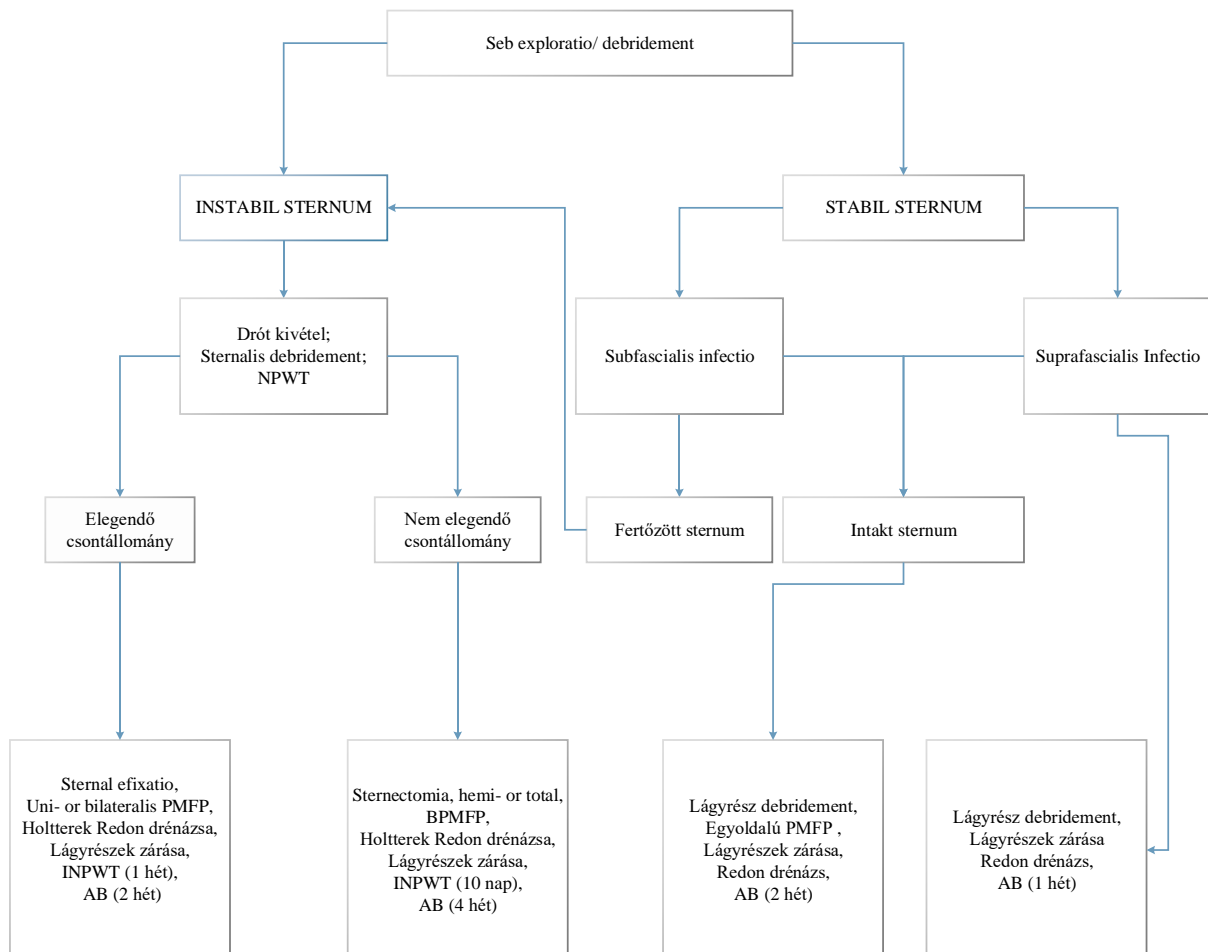 Seb exploratio/ debridement
INSTABIL STERNUM
STABIL STERNUM
Drót kivétel;
Sternalis debridement;
NPWT
Subfascialis infectio
Suprafascialis Infectio
Elegendő
csontállomány
Nem elegendő
csontállomány
Fertőzött sternum
Intakt sternum
Sternal efixatio,
Uni- or bilateralis PMFP,
Holtterek Redon drénázsa,
Lágyrészek zárása,
INPWT (1 hét),
AB (2 hét)
Sternectomia, hemi- or total,
BPMFP,
Holtterek Redon drénázsa,
Lágyrészek zárása,
INPWT (10 nap),
AB (4 hét)
Lágyrész debridement,
Egyoldalú PMFP ,
Lágyrészek zárása,
Redon drénázs,
AB (2 hét)
Lágyrész debridement,
Lágyrészek zárása
Redon drénázs,
AB (1 hét)